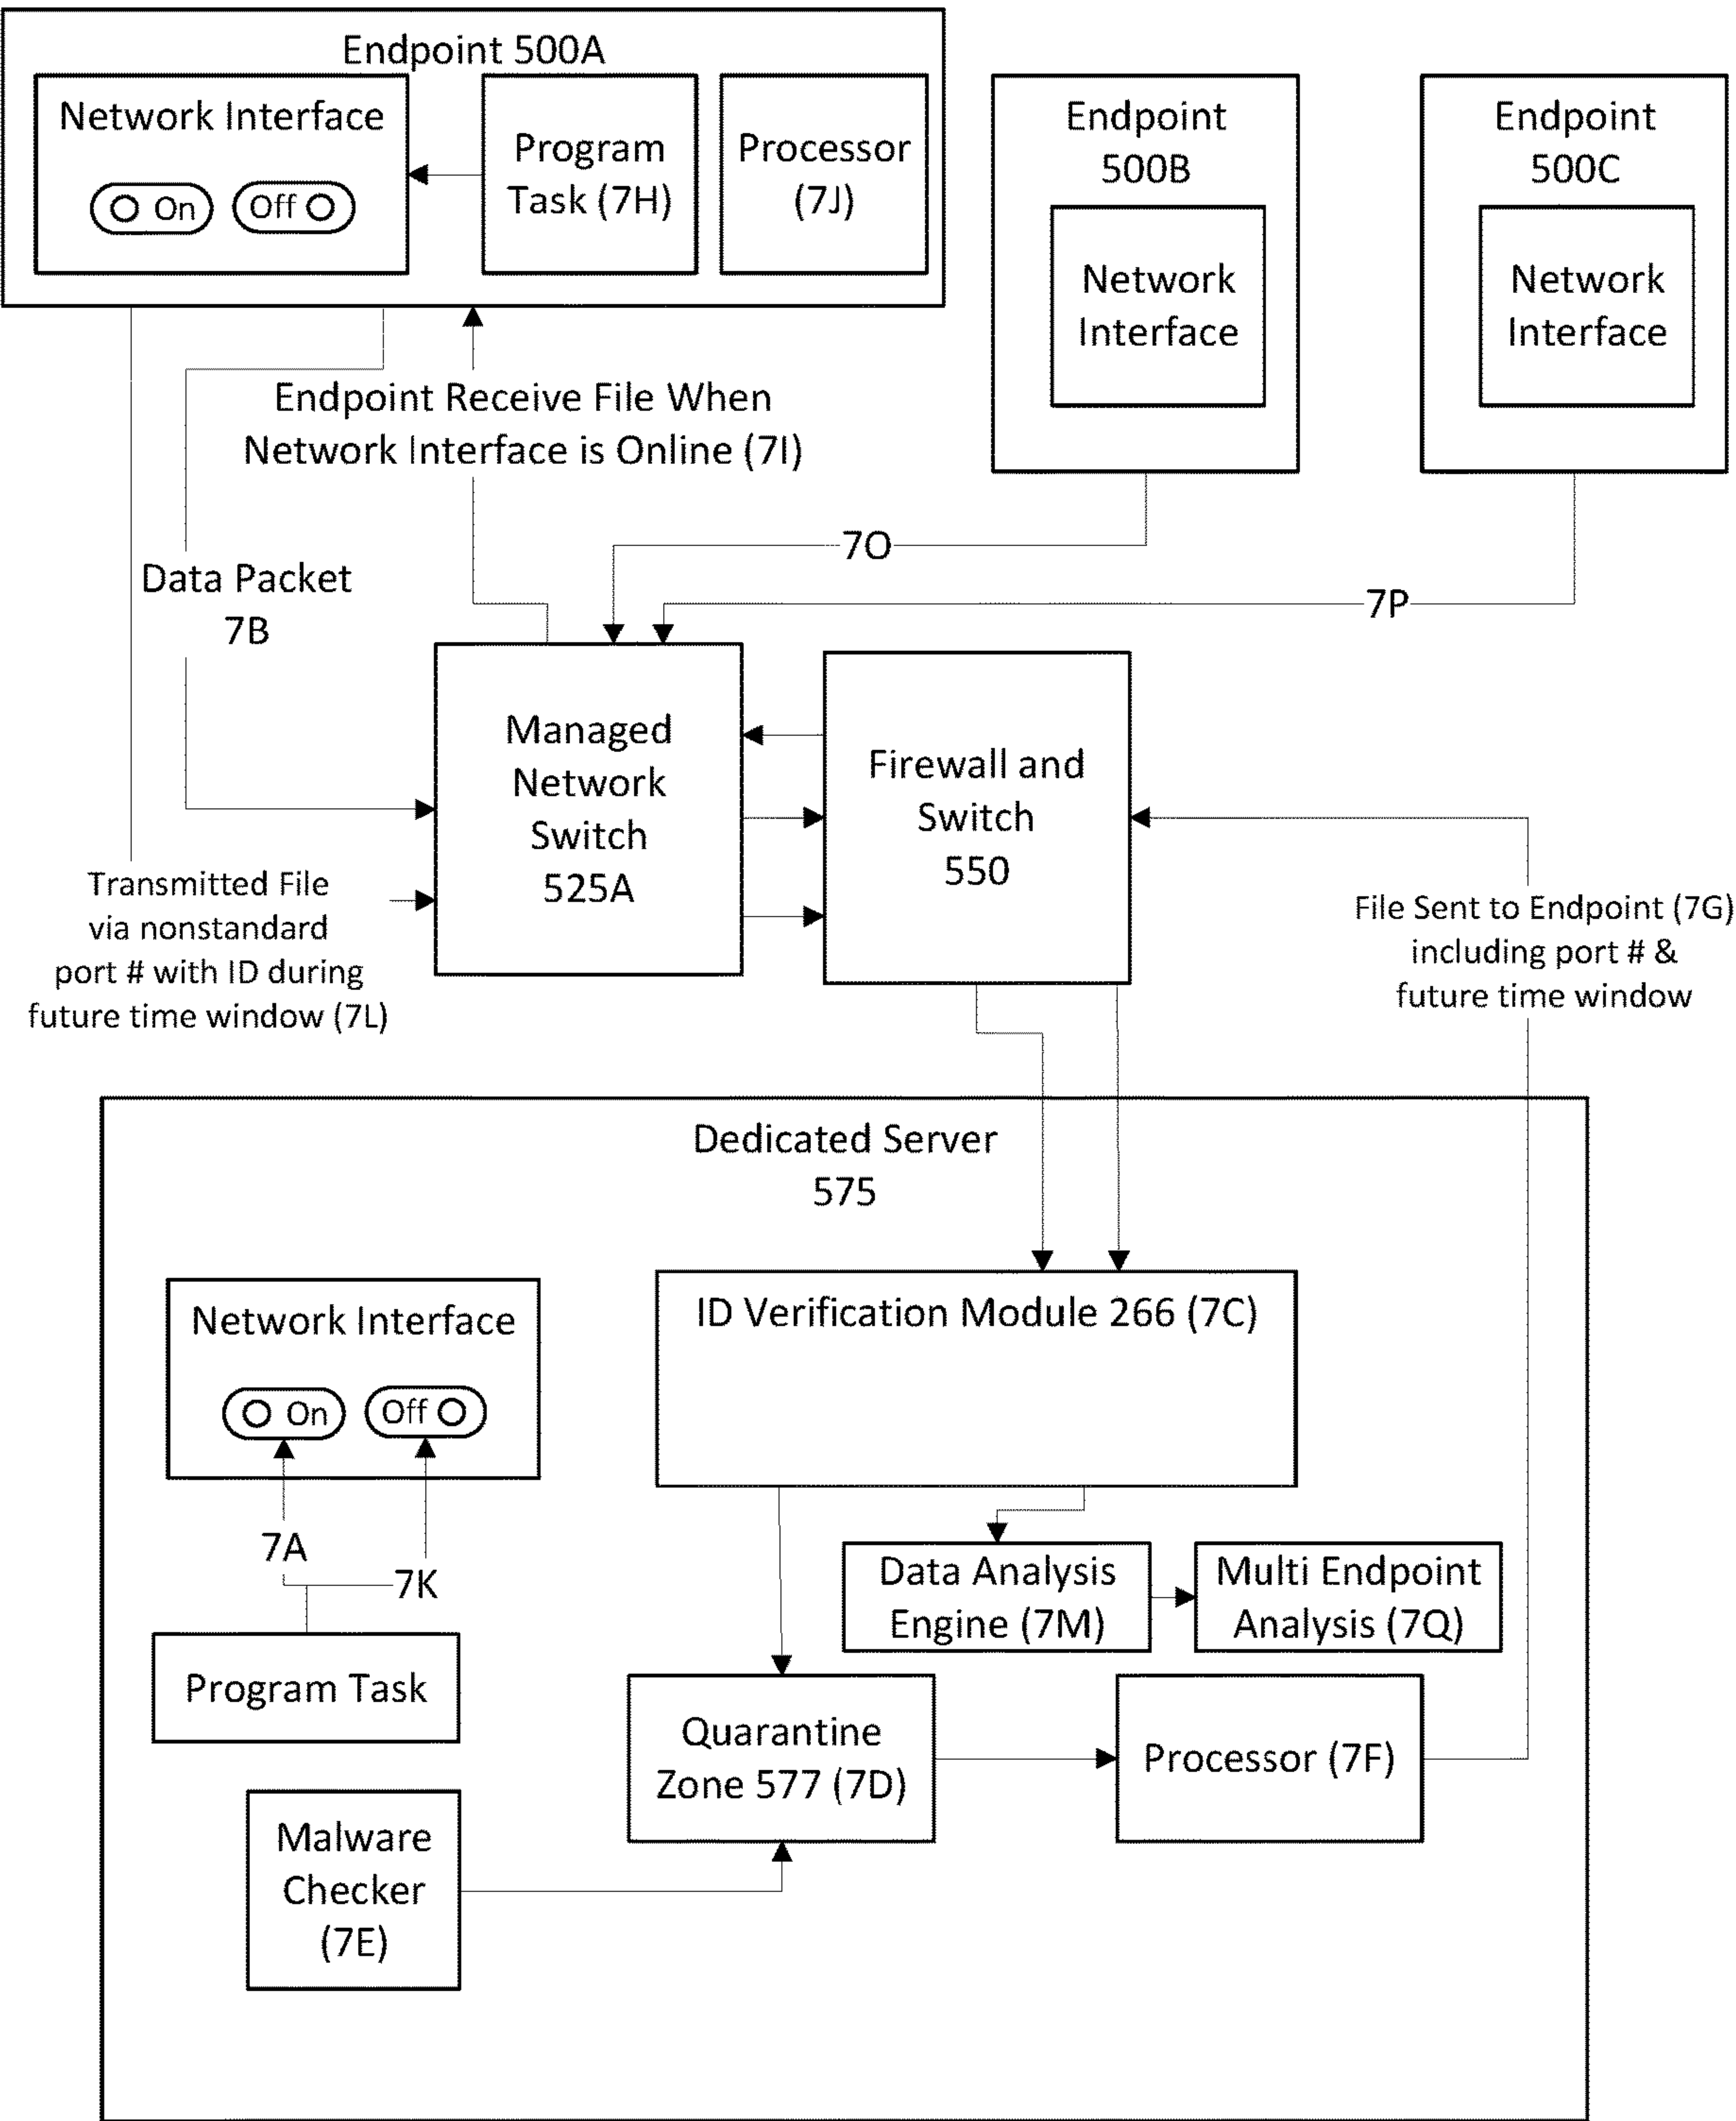 Endpoint 500A
Network Interface
On
Off
Program
Task (7H)
Processor
(7J)
Endpoint
500B
Network
Interface
Endpoint
500C
Network
Interface
Endpoint Receive File When
Network Interface is Online (7I)
7O
7P
Data Packet
7B
Managed
Network
Switch
525A
Firewall and
Switch
550
Transmitted File
via nonstandard
port # with ID during
future time window (7L)
File Sent to Endpoint (7G)
including port # &
future time window
Dedicated Server
575
Network Interface
On
Off
7A
7K
Program Task
Malware
Checker
(7E)
ID Verification Module 266 (7C)
Data Analysis
Engine (7M)
Multi Endpoint
Analysis (7Q)
Quarantine
Zone 577 (7D)
Processor (7F)